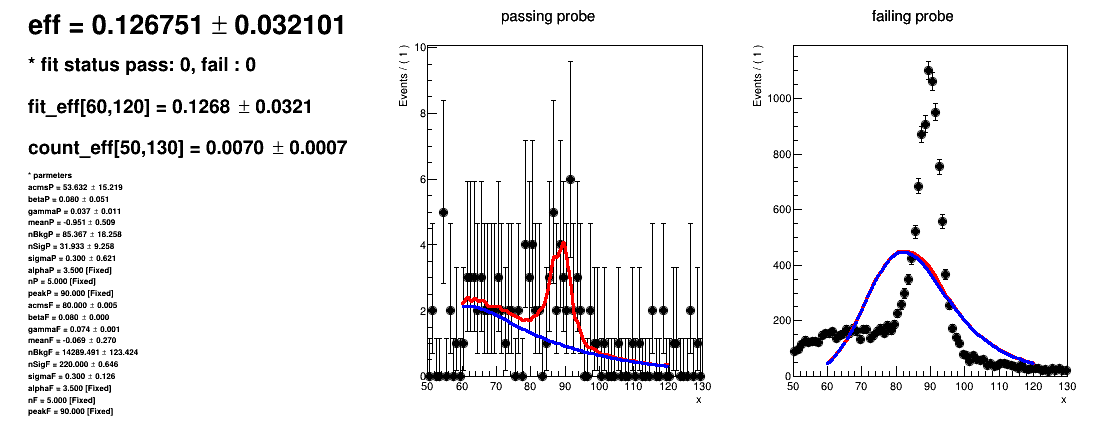 eff = 0.126751 ± 0.032101
* fit status pass: 0, fail : 0
fit_eff[60,120] = 0.1268 ± 0.0321
count_eff[50,130] = 0.0070 ± 0.0007
* parmeters
acmsP = 53.632 ± 15.219
betaP = 0.080 ± 0.051
gammaP = 0.037 ± 0.011
meanP = -0.951 ± 0.509
nBkgP = 85.367 ± 18.258
nSigP = 31.933 ± 9.258
sigmaP = 0.300 ± 0.621
alphaP = 3.500 [Fixed]
nP = 5.000 [Fixed]
peakP = 90.000 [Fixed]
acmsF = 80.000 ± 0.005
betaF = 0.080 ± 0.000
gammaF = 0.074 ± 0.001
meanF = -0.069 ± 0.270
nBkgF = 14289.491 ± 123.424
nSigF = 220.000 ± 0.646
sigmaF = 0.300 ± 0.126
alphaF = 3.500 [Fixed]
nF = 5.000 [Fixed]
peakF = 90.000 [Fixed]
passing probe
Events / ( 1 )
10
8
6
4
2
0
50 60 70 80 90 100 110 120 130
x
failing probe
Events / ( 1 )
1000
800
600
400
200
0
50 60 70 80 90 100 110 120 130
x